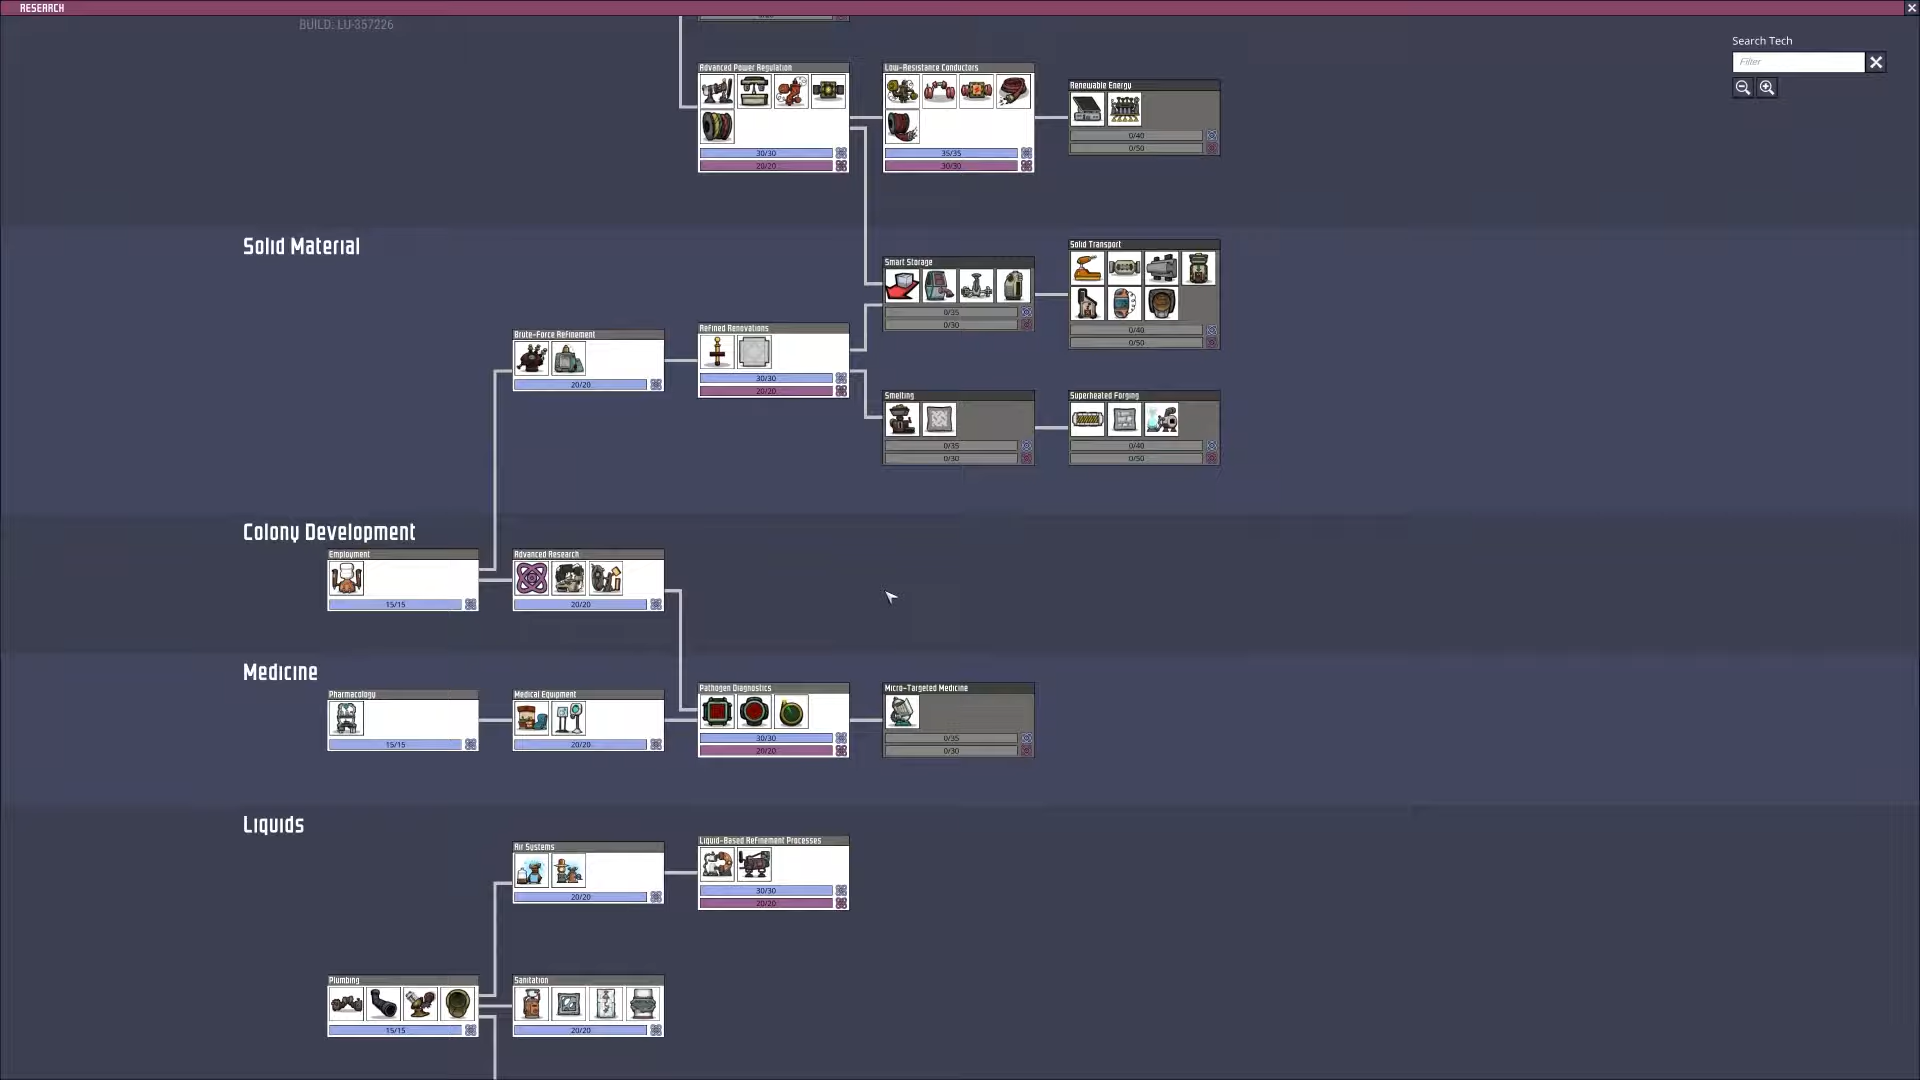 RESEARCH
BUILD: LU-357226
Search Tech
Filter
Advanced Power Regulation
30/30
20/20
Low-Resistance Conductors
35/35
30/30
Renewable Energy
0/40
0/50
Solid Material
Smart Storage
0/35
0/30
Solid Transport
0/40
0/50
Brute-Force Refinement
20/20
Refined Renovations
30/30
20/20
Smelting
0/35
0/30
Superheated Forging
0/40
0/50
Colony Development
Employment
15/15
Advanced Research
20/20
Medicine
Pharmacology
15/15
Medical Equipment
20/20
Pathogen Diagnostics
30/30
20/20
Micro-Targeted Medicine
0/35
0/30
Liquids
Air Systems
20/20
Liquid-Based Refinement Processes
30/30
20/20
Plumbing
15/15
Sanitation
20/20